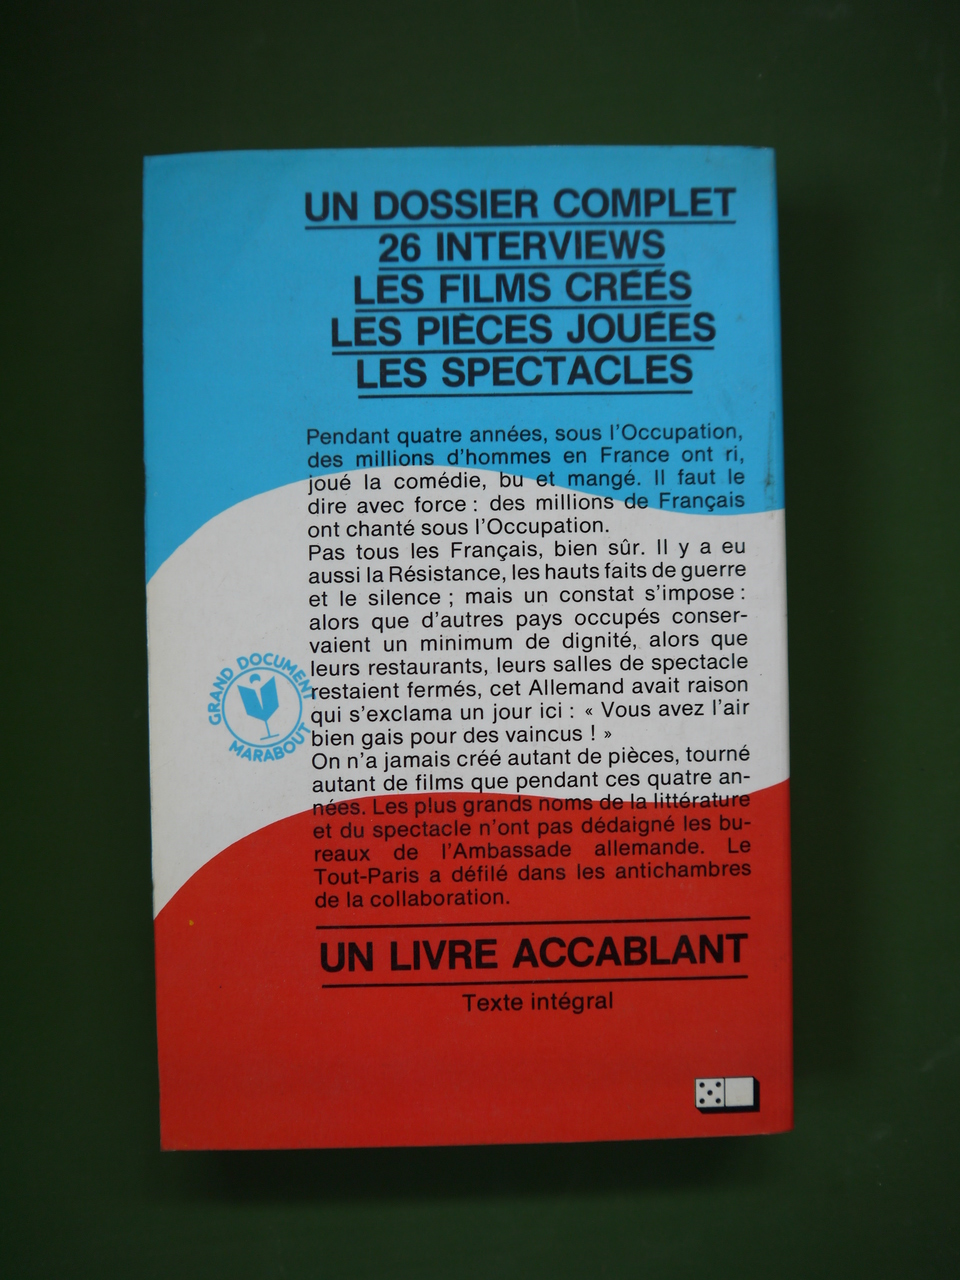 UN DOSSIER COMPLET
26 INTERVIEWS
LES FILMS CRÉÉS
LES PIÈCES JOUÉES
LES SPECTACLES
Pendant quatre années, sous l'Occupation,
des millions d'hommes en France ont ri,
joué la comédie, bu et mangé. Il faut le
dire avec force : des millions de Français
ont chanté sous l'Occupation.
Pas tous les Français, bien sûr. Il y a eu
aussi la Résistance, les hauts faits de guerre
et le silence ; mais un constat s'impose :
alors que d'autres pays occupés conser-
vaient un minimum de dignité, alors que
leurs restaurants, leurs salles de spectacle
restaient fermés, cet Allemand avait raison
qui s'exclama un jour ici : « Vous avez l'air
bien gais pour des vaincus ! »
On n'a jamais créé autant de pièces, tourné
autant de films que pendant ces quatre an-
nées. Les plus grands noms de la littérature
et du spectacle n'ont pas dédaigné les bu-
reaux de l'Ambassade allemande. Le
Tout-Paris a défilé dans les antichambres
de la collaboration.
GRAND DOCUMENT
MARABOUT
UN LIVRE ACCABLANT
Texte intégral